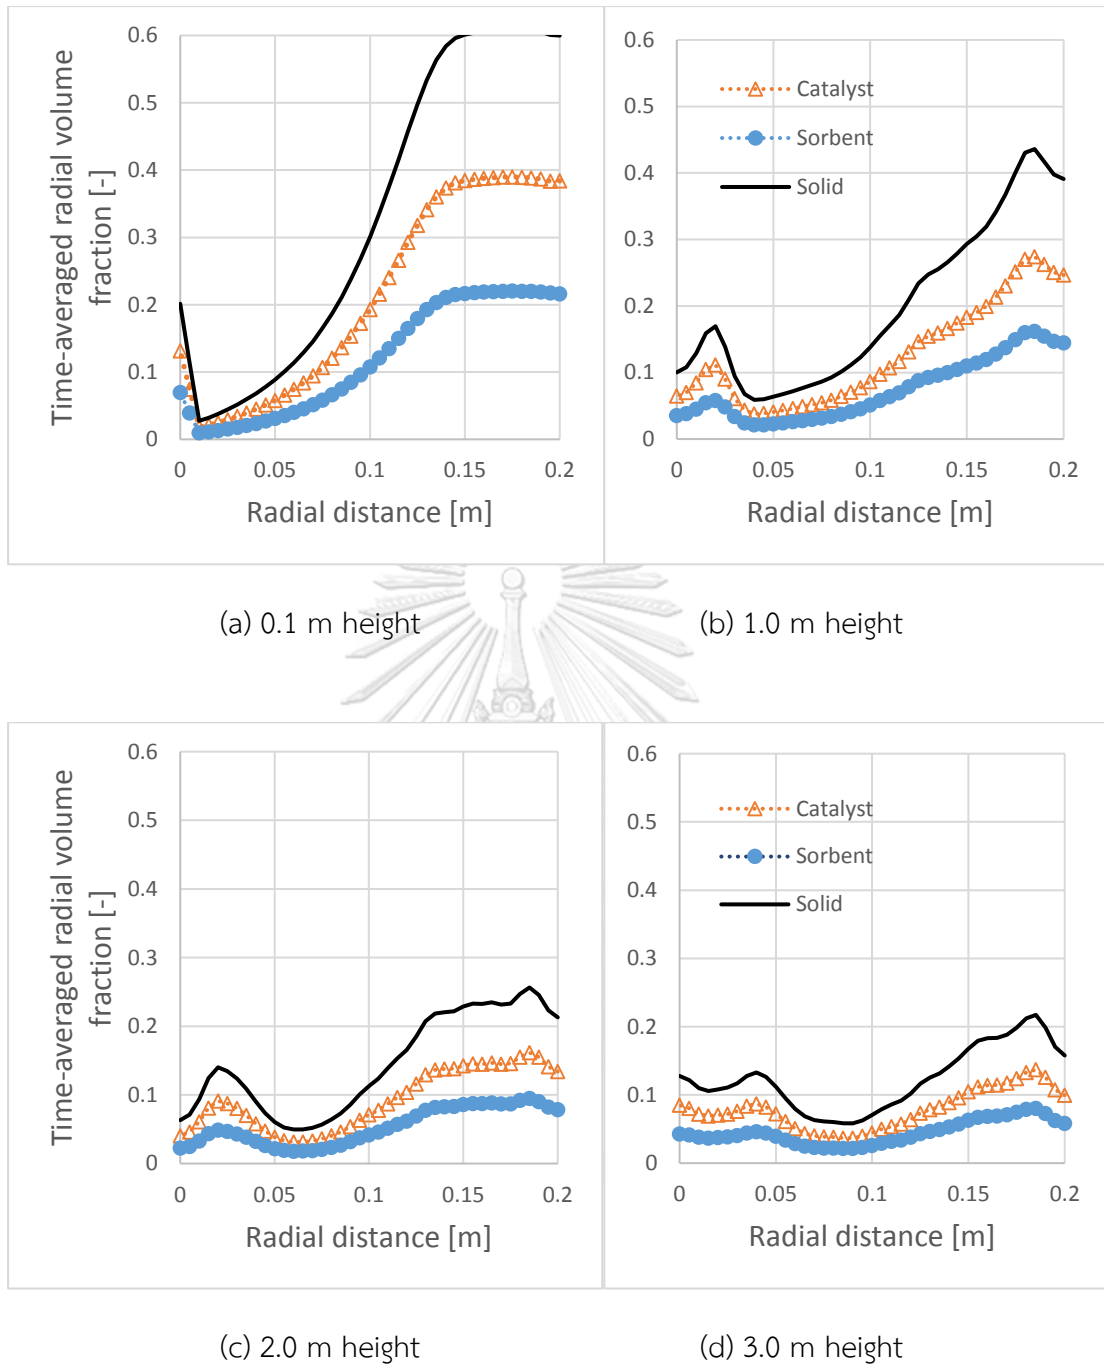 Time-averaged radial volume
fraction [-]
0.6
0.5
0.4
0.3
0.2
0.1
0
0 0.05 0.1 0.15 0.2
Radial distance [m]
0.6
0.5
0.4
0.3
0.2
0.1
0
Catalyst
Sorbent
Solid
0 0.05 0.1 0.15 0.2
Radial distance [m]
(a) 0.1 m height
(b) 1.0 m height
Time-averaged radial volume
fraction [-]
0.6
0.5
0.4
0.3
0.2
0.1
0
0 0.05 0.1 0.15 0.2
Radial distance [m]
0.6
0.5
0.4
0.3
0.2
0.1
0
Catalyst
Sorbent
Solid
0 0.05 0.1 0.15 0.2
Radial distance [m]
(c) 2.0 m height
(d) 3.0 m height